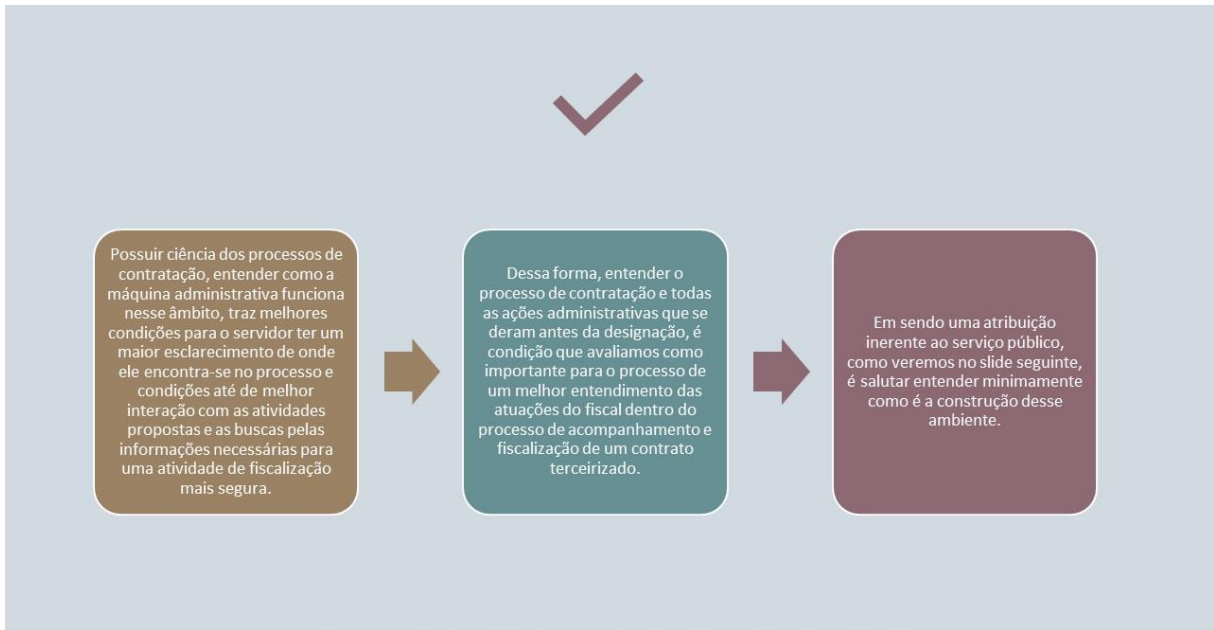 Possuir ciência dos processos de
contratação, entender como a
máquina administrativa funciona
nesse âmbito, traz melhores
condições para o servidor ter um
maior esclarecimento de onde
ele encontra-se no processo e
condições até de melhor
interação com as atividades
propostas e as buscas pelas
informações necessárias para
uma atividade de fiscalização
mais segura.
Dessa forma, entender o
processo de contratação e todas
as ações administrativas que se
deram antes da designação, é
condição que avaliamos como
importante para o processo de
um melhor entendimento das
atuações do fiscal dentro do
processo de acompanhamento e
fiscalização de um contrato
terceirizado.
Em sendo uma atribuição
inerente ao serviço público,
como veremos no slide seguinte,
é salutar entender minimamente
como é a construção desse
ambiente.